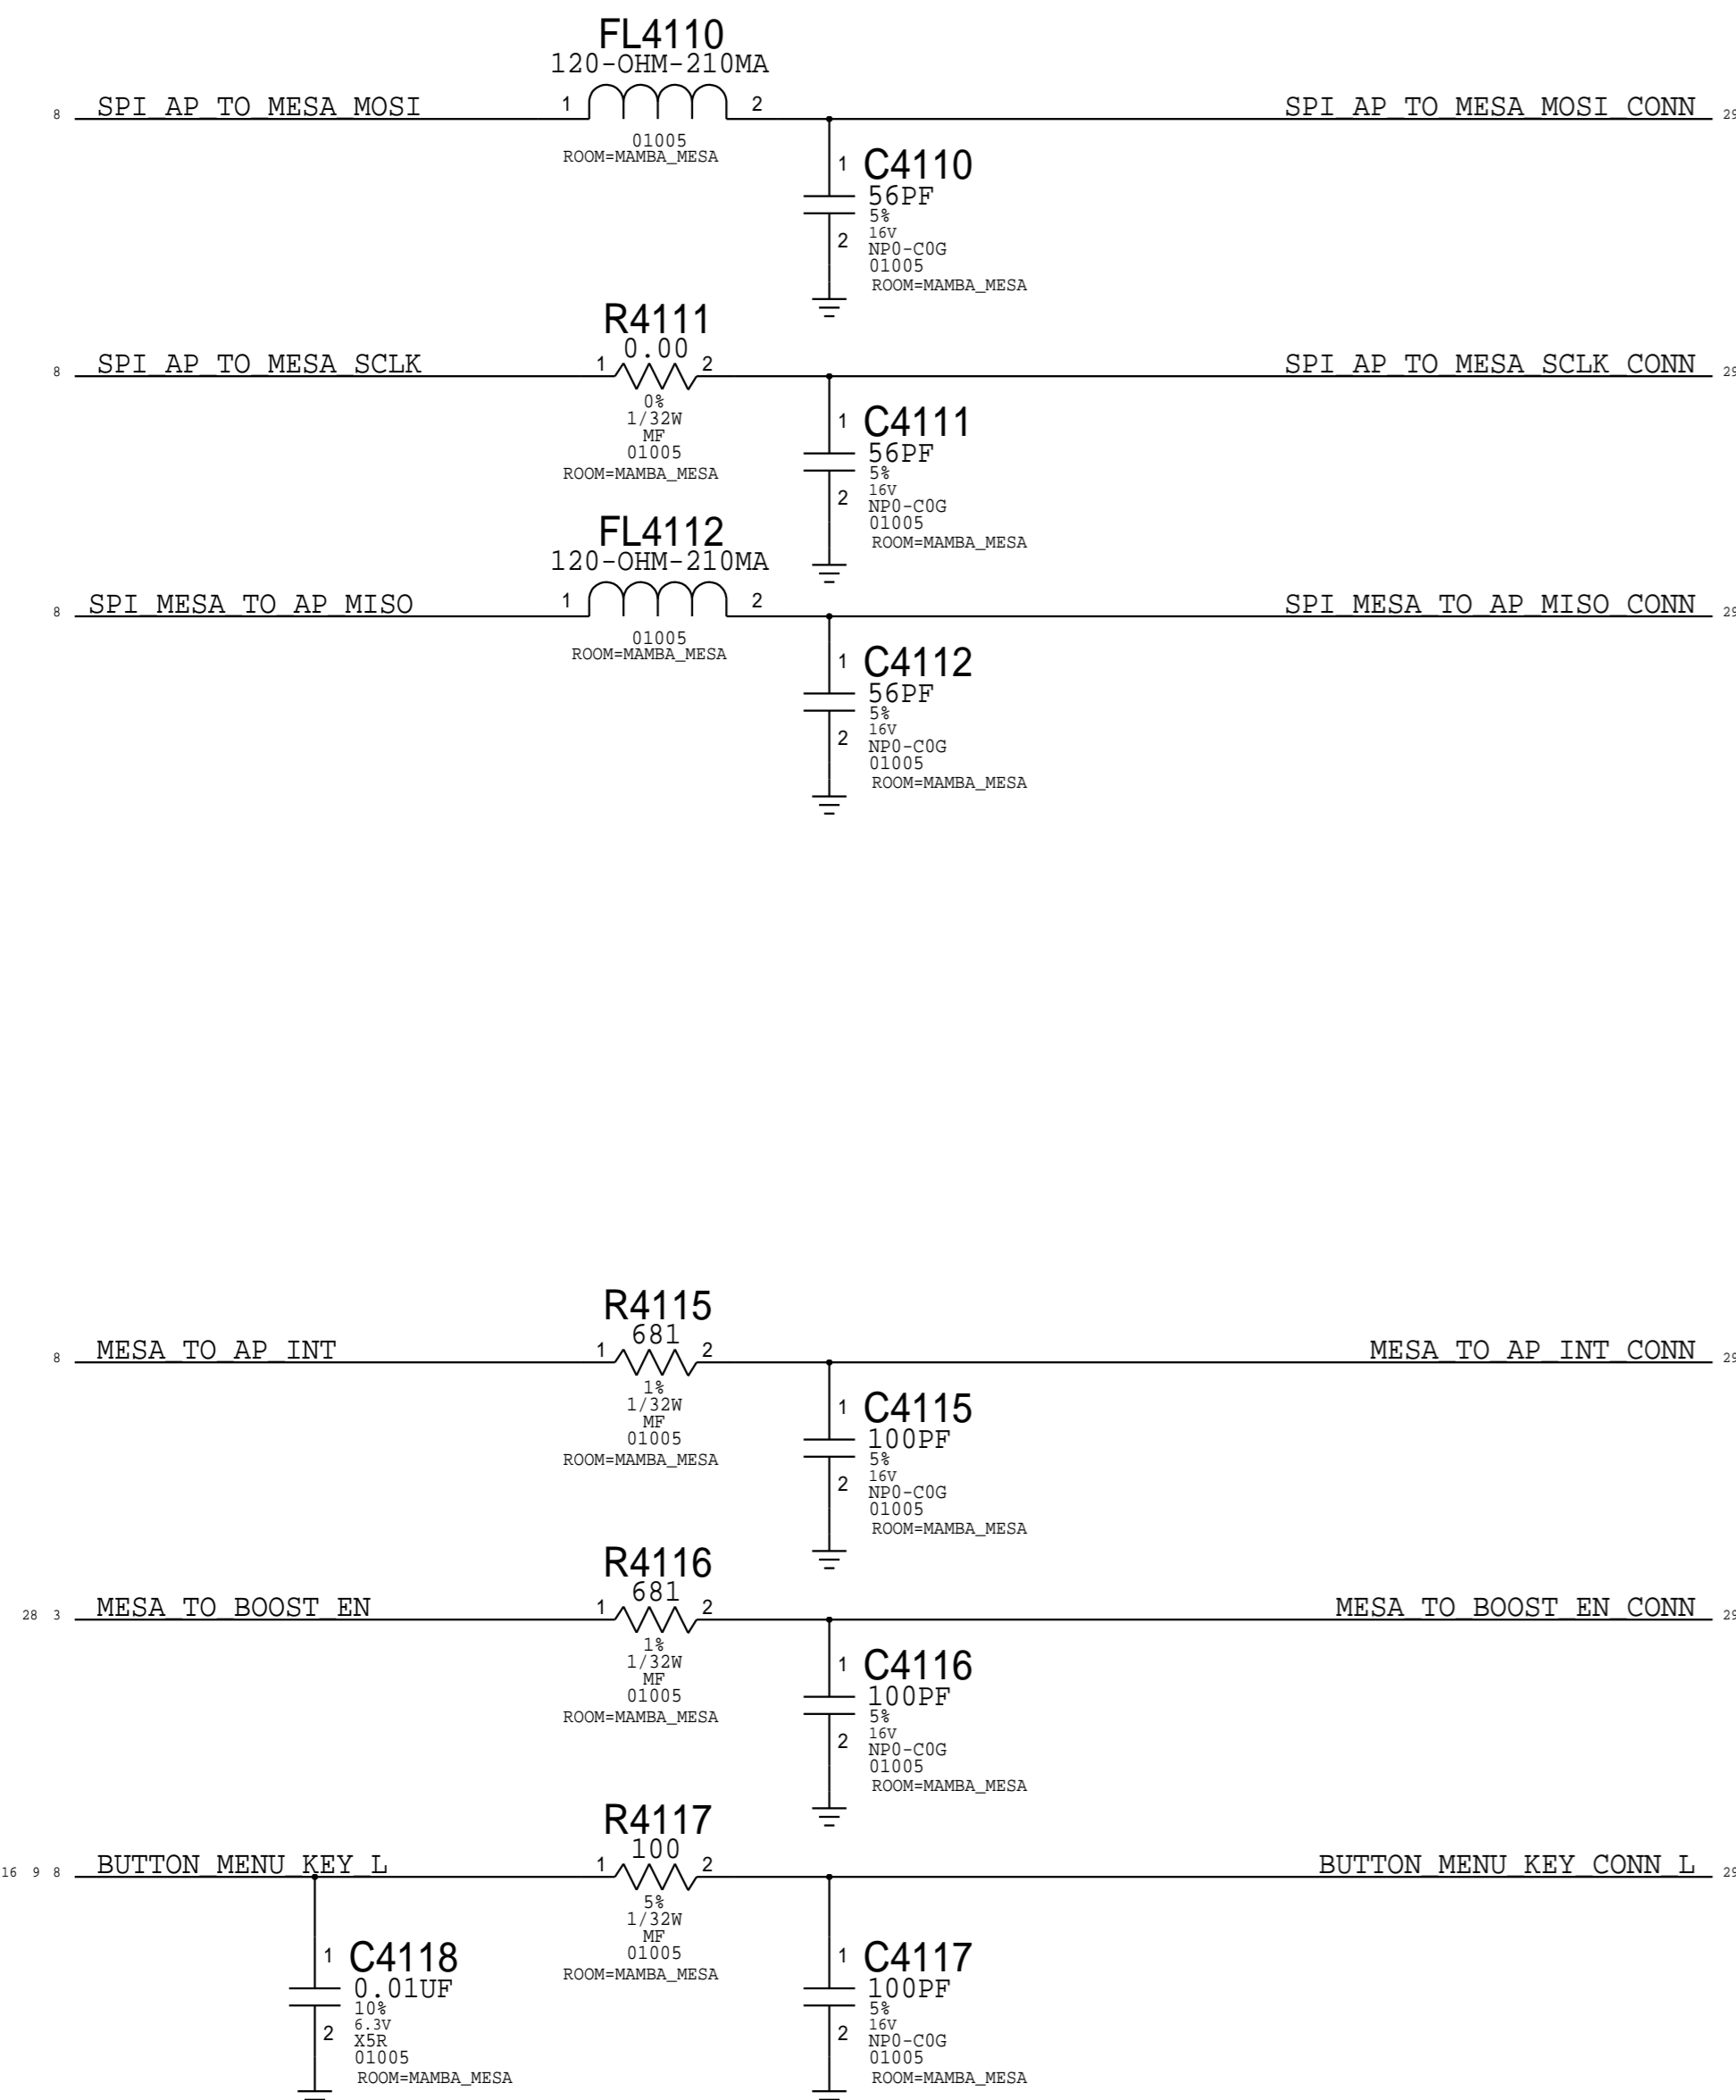 FL4110
120-OHM-210MA
8 SPI_AP_TO_MESA_MOSI 1 2 SPI_AP_TO_MESA_MOSI_CONN 29
01005
ROOM=MAMBA_MESA
1 C4110
56PF
5%
16V
2 NP0-C0G
01005
ROOM=MAMBA_MESA
R4111
0.00
8 SPI_AP_TO_MESA_SCLK 1 2 SPI_AP_TO_MESA_SCLK_CONN 29
0%
1/32W
MF
01005
ROOM=MAMBA_MESA
1 C4111
56PF
5%
16V
2 NP0-C0G
01005
ROOM=MAMBA_MESA
FL4112
120-OHM-210MA
8 SPI_MESA_TO_AP_MISO 1 2 SPI_MESA_TO_AP_MISO_CONN 29
01005
ROOM=MAMBA_MESA
1 C4112
56PF
5%
16V
2 NP0-C0G
01005
ROOM=MAMBA_MESA
R4115
681
8 MESA_TO_AP_INT 1 2 MESA_TO_AP_INT_CONN 29
1%
1/32W
MF
01005
ROOM=MAMBA_MESA
1 C4115
100PF
5%
16V
2 NP0-C0G
01005
ROOM=MAMBA_MESA
R4116
681
28 3 MESA_TO_BOOST_EN 1 2 MESA_TO_BOOST_EN_CONN 29
1%
1/32W
MF
01005
ROOM=MAMBA_MESA
1 C4116
100PF
5%
16V
2 NP0-C0G
01005
ROOM=MAMBA_MESA
R4117
100
16 9 8 BUTTON_MENU_KEY_L 1 2 BUTTON_MENU_KEY_CONN_L 29
5%
1/32W
MF
01005
ROOM=MAMBA_MESA
1 C4118
0.01UF
10%
6.3V
2 X5R
01005
ROOM=MAMBA_MESA
1 C4117
100PF
5%
16V
2 NP0-C0G
01005
ROOM=MAMBA_MESA